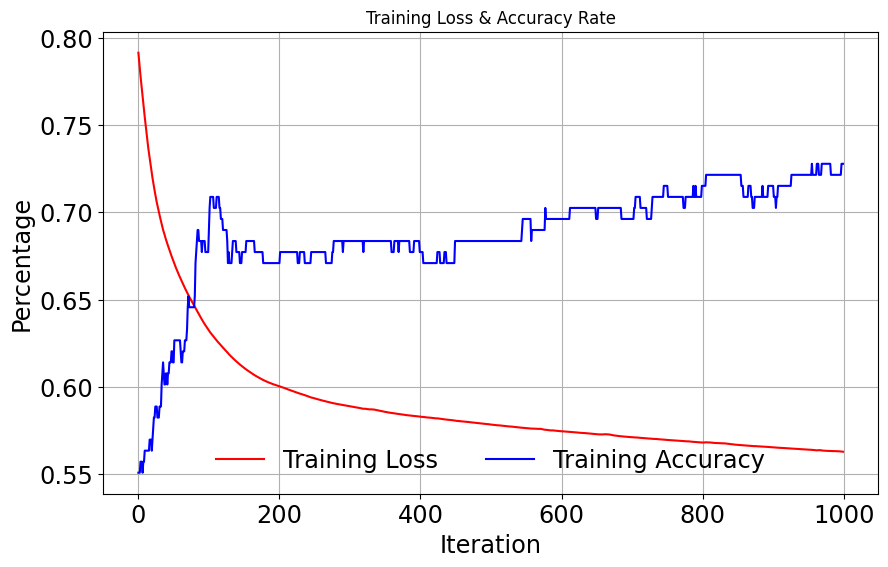 Training Loss & Accuracy Rate
0.80
0.75
0.70
0.65
0.60
0.55
Percentage
Training Loss
Training Accuracy
0
200
400
600
800
1000
Iteration